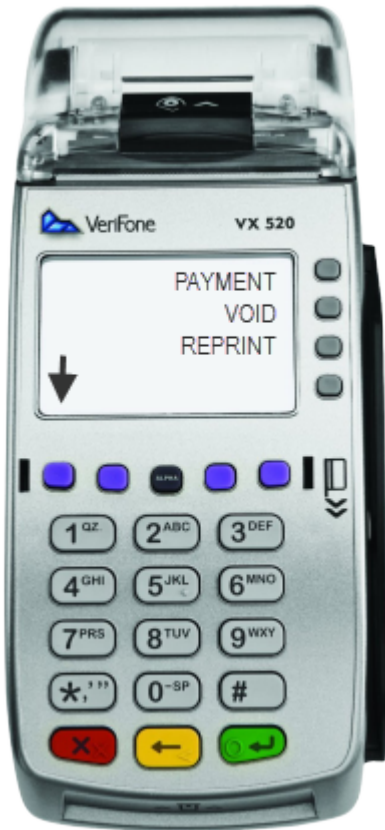 VeriFone VX 520
PAYMENT
VOID
REPRINT
ALPHA
1 QZ. 2 ABC 3 DEF
4 GHI 5 JKL 6 MNO
7 PRS 8 TUV 9 WXY
*,'" 0 -SP #